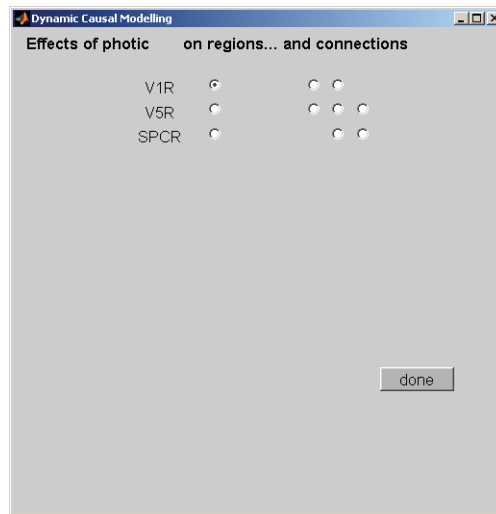 Dynamic Causal Modelling
Effects of photic on regions... and connections
V1R
V5R
SPCR
done